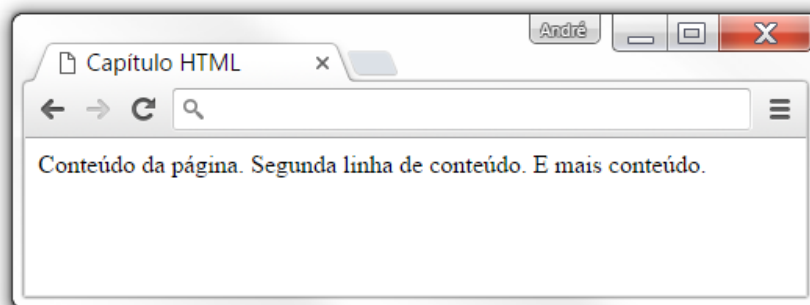 André
Capítulo HTML
Conteúdo da página. Segunda linha de conteúdo. E mais conteúdo.